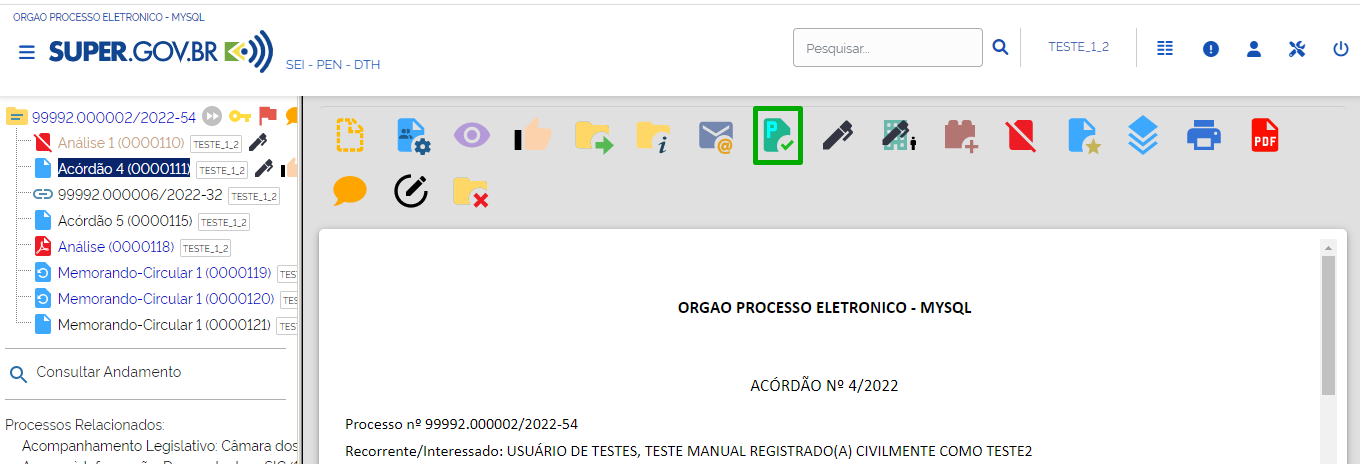 ORGAO PROCESSO ELETRONICO - MYSQL
SUPER.GOV.BR
SEI - PEN - DTH
Pesquisar...
TESTE_1_2
99992.000002/2022-54
Análise 1 (0000110) TESTE_1_2
Acórdão 4 (0000111) TESTE_1_2
99992.000006/2022-32 TESTE_1_2
Acórdão 5 (0000115) TESTE_1_2
Análise (0000118) TESTE_1_2
Memorando-Circular 1 (0000119) TES
Memorando-Circular 1 (0000120) TES
Memorando-Circular 1 (0000121) TES
Consultar Andamento
Processos Relacionados:
Acompanhamento Legislativo: Câmara dos
P
i
@
PDF
ORGAO PROCESSO ELETRONICO - MYSQL
ACÓRDÃO Nº 4/2022
Processo nº 99992.000002/2022-54
Recorrente/Interessado: USUÁRIO DE TESTES, TESTE MANUAL REGISTRADO(A) CIVILMENTE COMO TESTE2